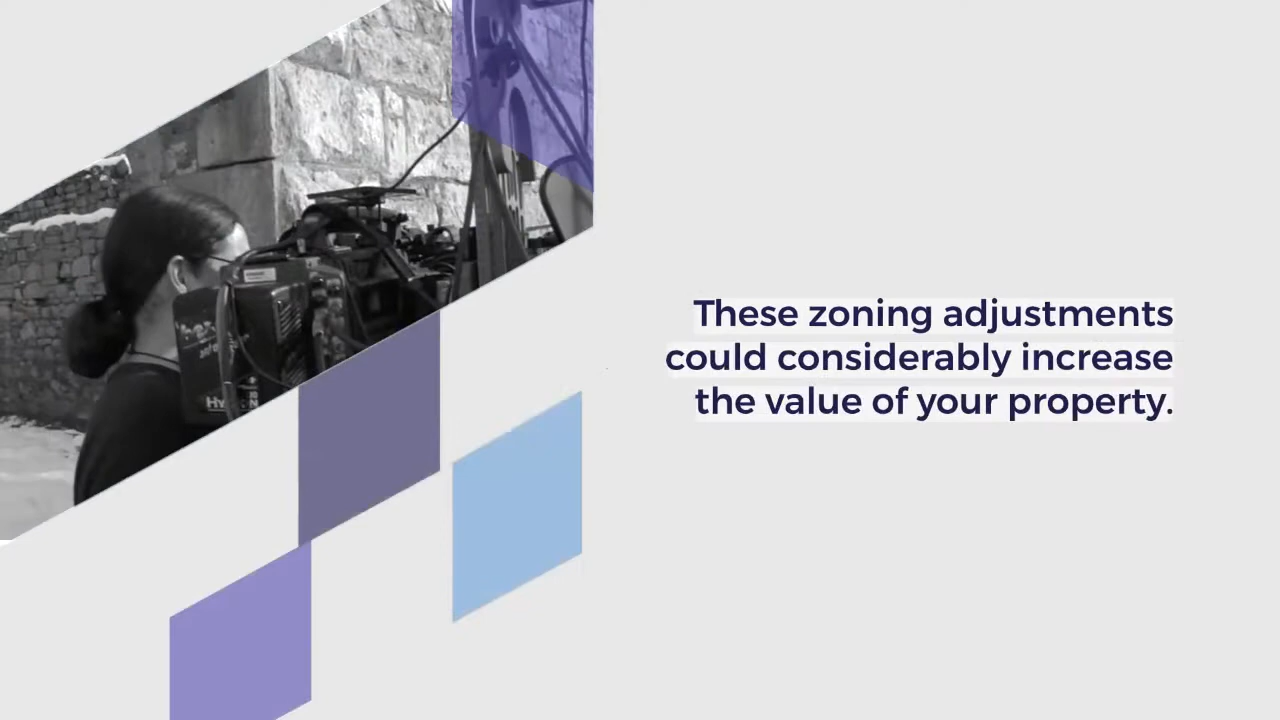 These zoning adjustments
could considerably increase
the value of your property.